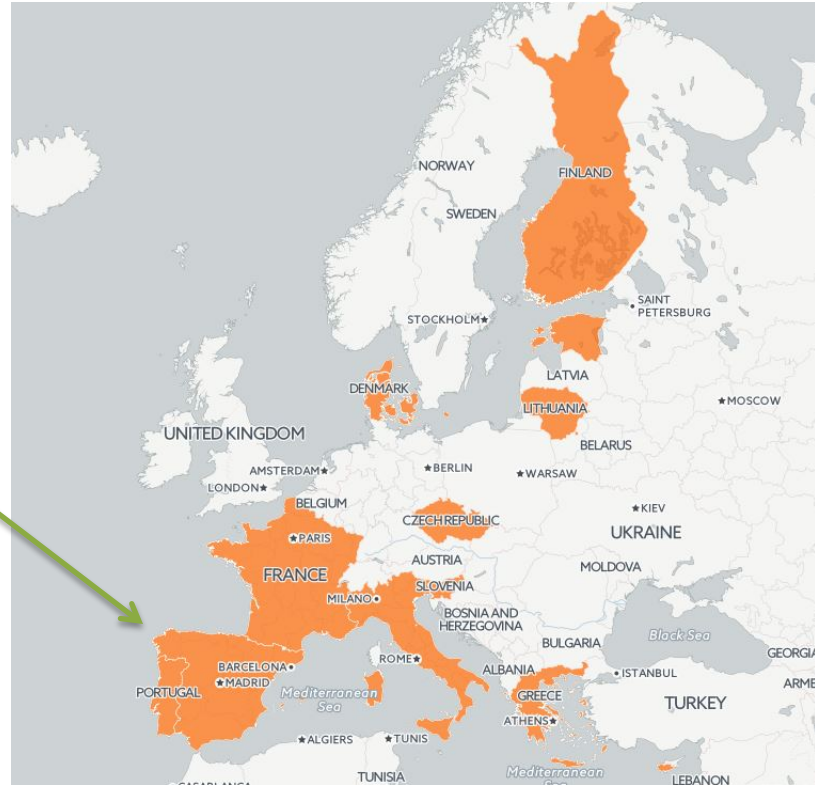 NORWAY
FINLAND
SWEDEN
SAINT
PETERSBURG
STOCKHOLM
LATVIA
DENMARK
LITHUANIA
MOSCOW
UNITED KINGDOM
BELARUS
AMSTERDAM
BERLIN
WARSAW
LONDON
BELGIUM
KIEV
CZECH REPUBLIC
UKRAINE
PARIS
AUSTRIA
MOLDOVA
FRANCE
SLOVENIA
MILANO
BOSNIA AND
HERZEGOVINA
Black Sea
BULGARIA
GEORGIA
BARCELONA
ROME
ALBANIA
ISTANBUL
MADRID
PORTUGAL
Mediterranean
Sea
GREECE
ARME
TURKEY
ATHENS
ALGIERS
TUNIS
Mediterranean
TUNISIA
LEBANON